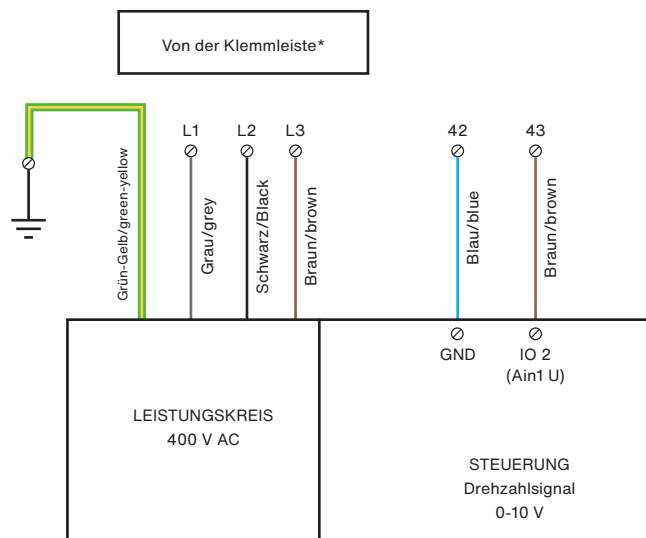 Von der Klemmleiste*
L1
L2
L3
42
43
Grün-Gelb/green-yellow
Grau/grey
Schwarz/Black
Braun/brown
Blau/blue
Braun/brown
GND
IO 2
(Ain1 U)
LEISTUNGSKREIS
400 V AC
STEUERUNG
Drehzahlsignal
0-10 V